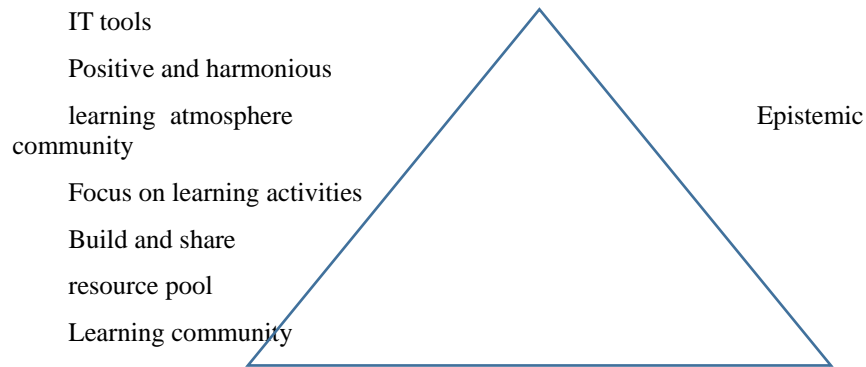 IT tools
Positive and harmonious
learning atmosphere Epistemic
community
Focus on learning activities
Build and share
resource pool
Learning community